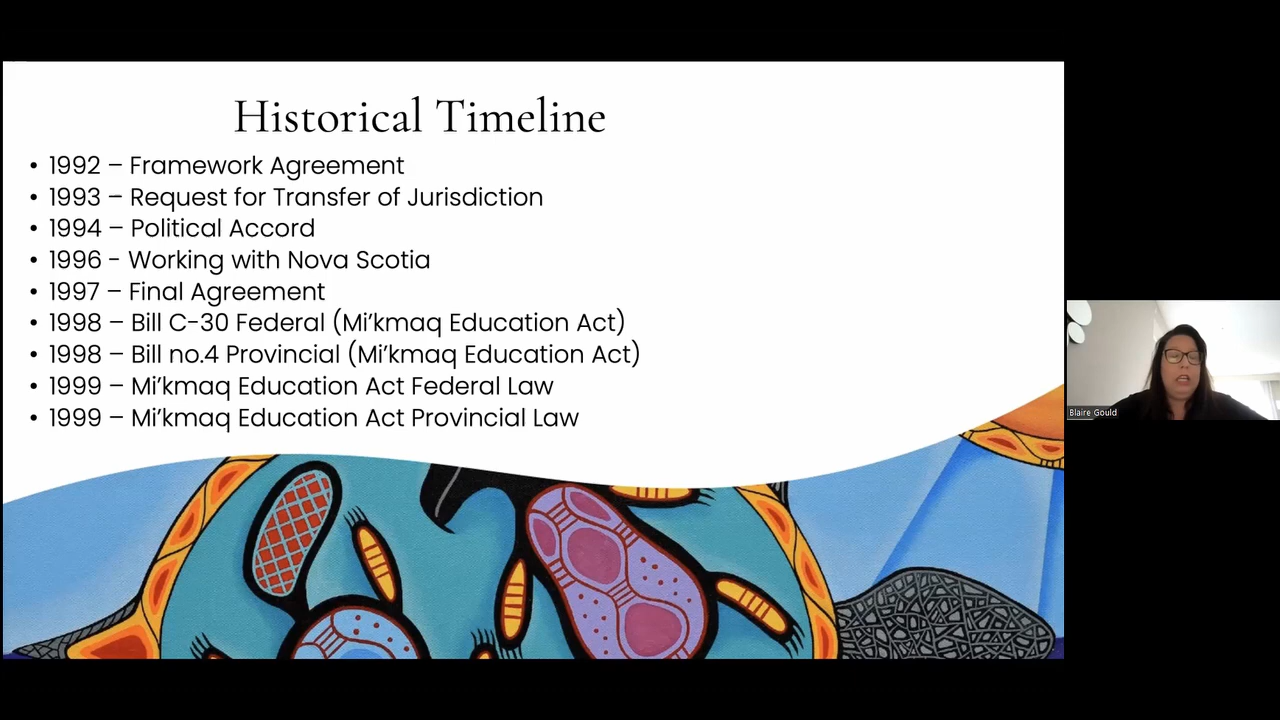 Historical Timeline
• 1992 – Framework Agreement
• 1993 – Request for Transfer of Jurisdiction
• 1994 – Political Accord
• 1996 - Working with Nova Scotia
• 1997 – Final Agreement
• 1998 – Bill C-30 Federal (Mi’kmaq Education Act)
• 1998 – Bill no.4 Provincial (Mi’kmaq Education Act)
• 1999 – Mi’kmaq Education Act Federal Law
• 1999 – Mi’kmaq Education Act Provincial Law
Blaire Gould